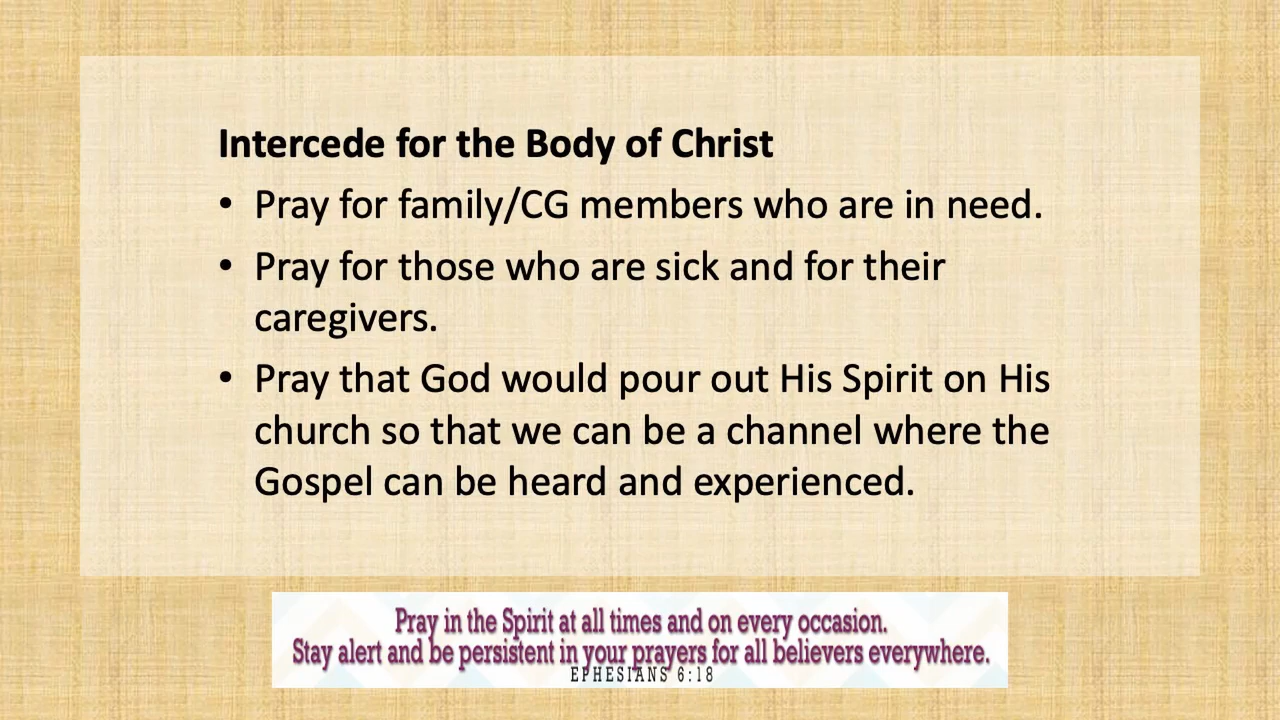 Intercede for the Body of Christ
• Pray for family/CG members who are in need.
• Pray for those who are sick and for their
caregivers.
• Pray that God would pour out His Spirit on His
church so that we can be a channel where the
Gospel can be heard and experienced.
Pray in the Spirit at all times and on every occasion.
Stay alert and be persistent in your prayers for all believers everywhere.
EPHESIANS 6:18